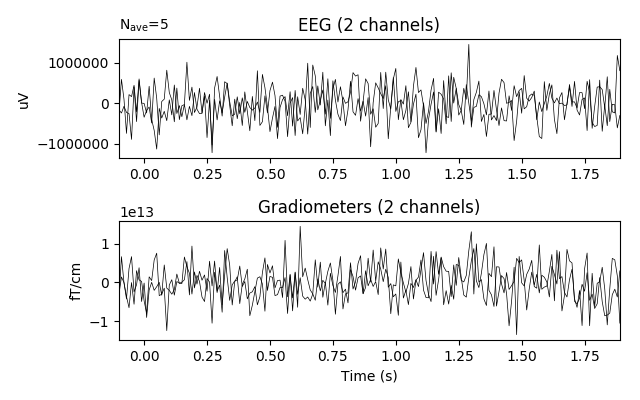 N_ave=5
EEG (2 channels)
1000000
0
−1000000
uV
0.00 0.25 0.50 0.75 1.00 1.25 1.50 1.75
1e13
Gradiometers (2 channels)
1
0
−1
fT/cm
0.00 0.25 0.50 0.75 1.00 1.25 1.50 1.75
Time (s)